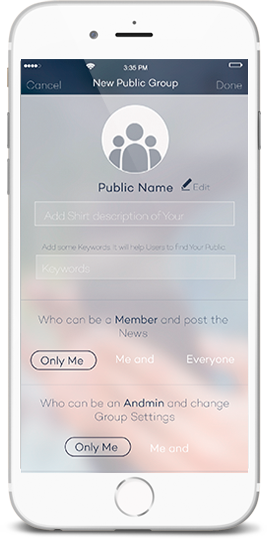 3:35 PM
Cancel New Public Group Done
Public Name Edit
Add Shirt description of Your
Add some Keywords. It will help Users to find Your Public
Keywords
Who can be a Member and post the
News
Only Me Me and Everyone
Who can be an Andmin and change
Group Settings
Only Me Me and